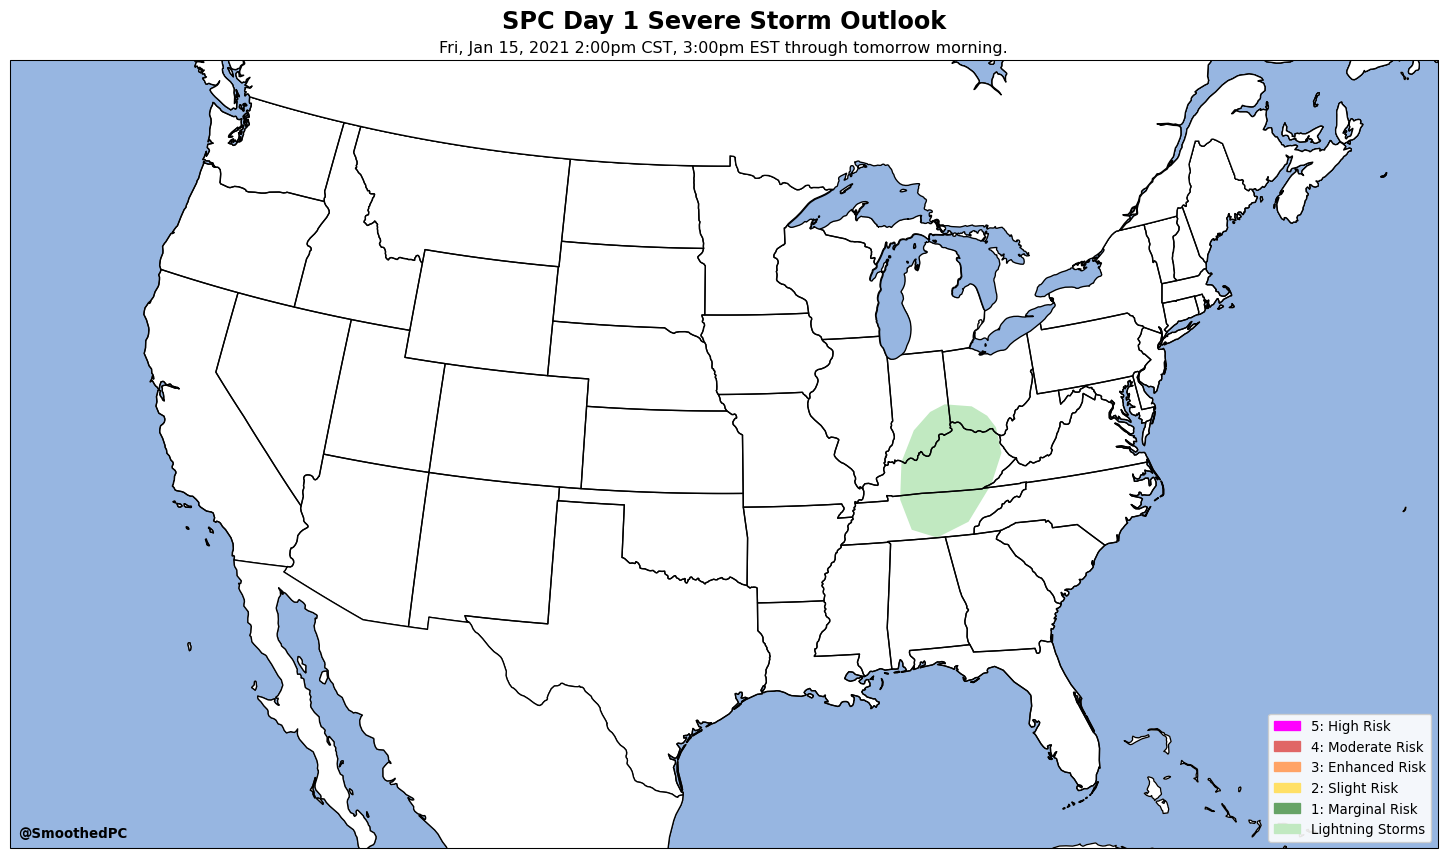 SPC Day 1 Severe Storm Outlook
Fri, Jan 15, 2021 2:00pm CST, 3:00pm EST through tomorrow morning.
5: High Risk
4: Moderate Risk
3: Enhanced Risk
2: Slight Risk
1: Marginal Risk
Lightning Storms
@SmoothedPC